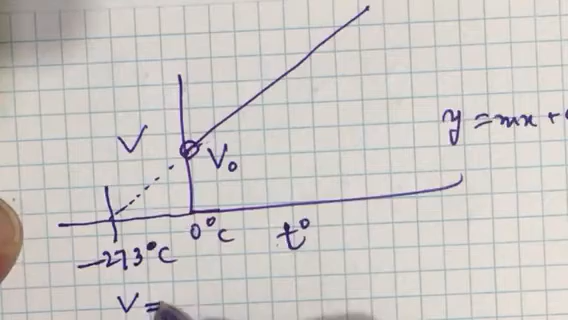 V
V₀
y = mx +
-273°C
0°C
t°
V =